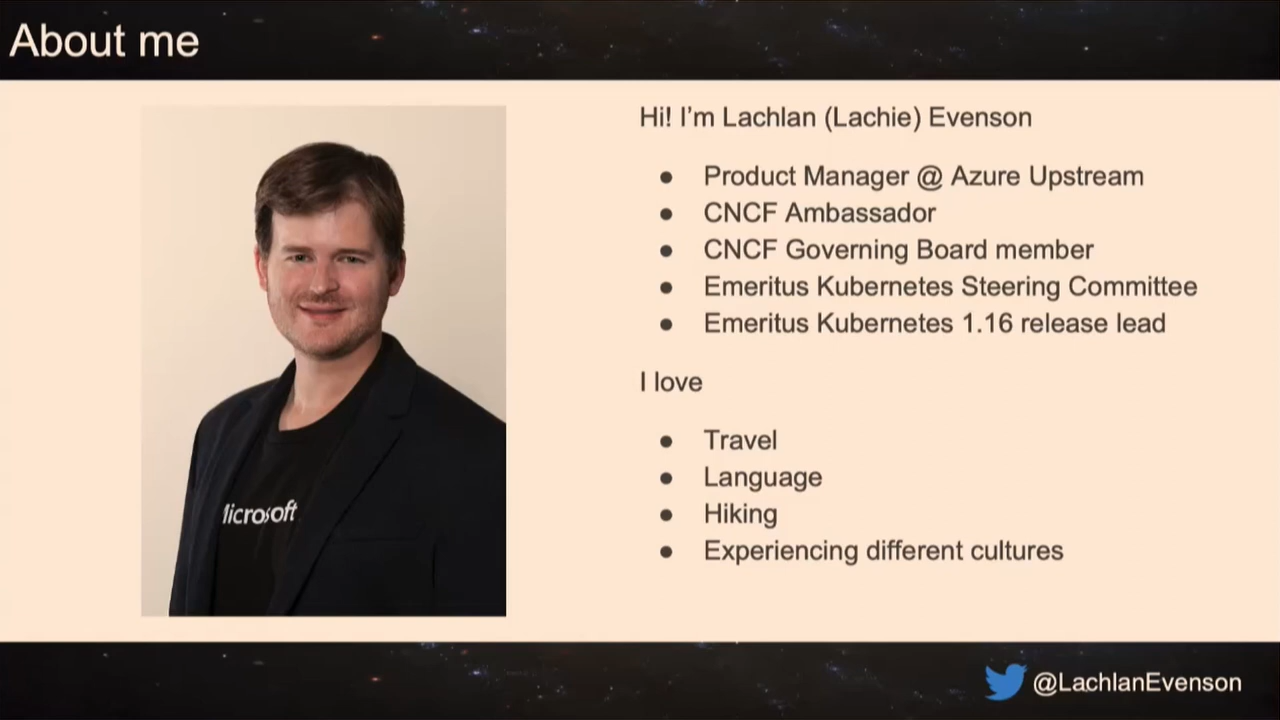 About me
Hi! I’m Lachlan (Lachie) Evenson
● Product Manager @ Azure Upstream
● CNCF Ambassador
● CNCF Governing Board member
● Emeritus Kubernetes Steering Committee
● Emeritus Kubernetes 1.16 release lead
I love
● Travel
● Language
● Hiking
● Experiencing different cultures
Microsoft
@LachlanEvenson